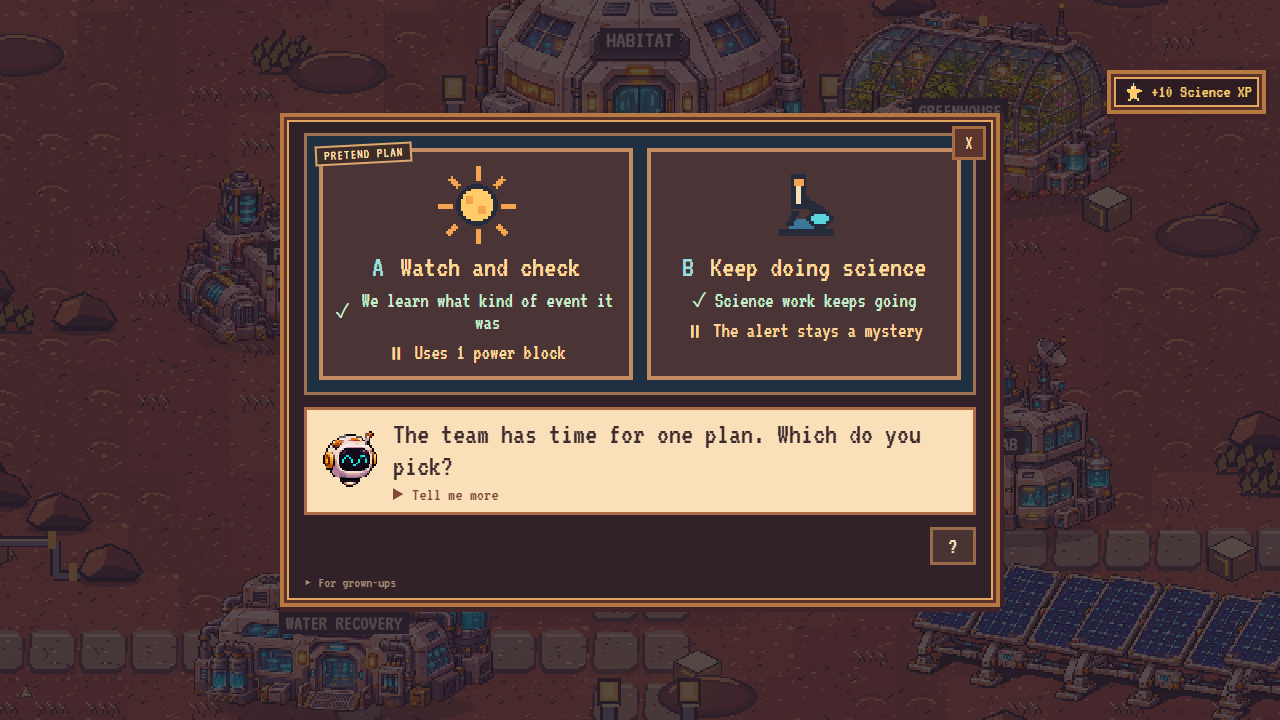 HABITAT
GREENHOUSE
+10 Science XP
PRETEND PLAN
X
A Watch and check
✓ We learn what kind of event it
was
Uses 1 power block
B Keep doing science
✓ Science work keeps going
The alert stays a mystery
The team has time for one plan. Which do you
pick?
▶ Tell me more
?
▶ For grown-ups
WATER RECOVERY